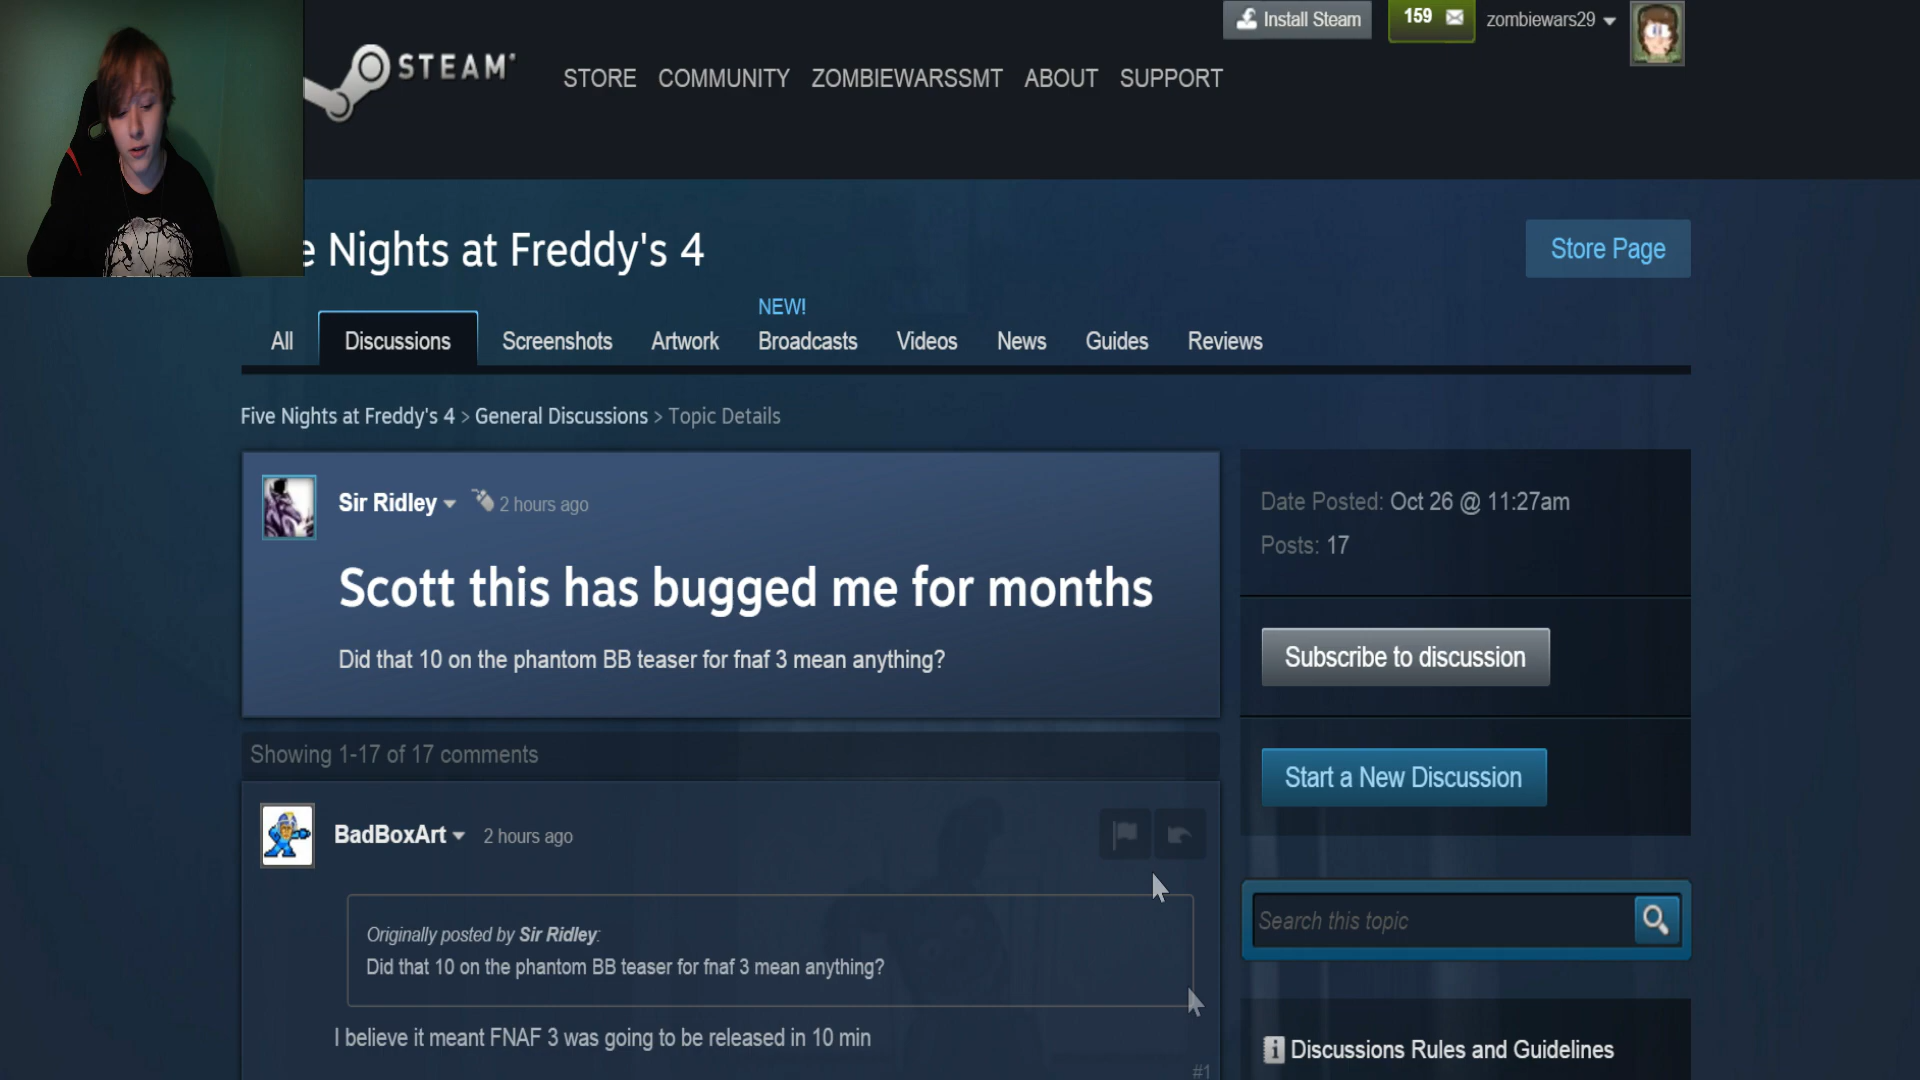 Install Steam
159
zombiewars29
STEAM
STORE COMMUNITY ZOMBIEWARSSMT ABOUT SUPPORT
e Nights at Freddy's 4
Store Page
NEW!
All Discussions Screenshots Artwork Broadcasts Videos News Guides Reviews
Five Nights at Freddy's 4 > General Discussions > Topic Details
Sir Ridley 2 hours ago
Scott this has bugged me for months
Did that 10 on the phantom BB teaser for fnaf 3 mean anything?
Date Posted: Oct 26 @ 11:27am
Posts: 17
Subscribe to discussion
Start a New Discussion
Showing 1-17 of 17 comments
BadBoxArt 2 hours ago
Originally posted by Sir Ridley:
Did that 10 on the phantom BB teaser for fnaf 3 mean anything?
I believe it meant FNAF 3 was going to be released in 10 min
#1
Search this topic
Discussions Rules and Guidelines